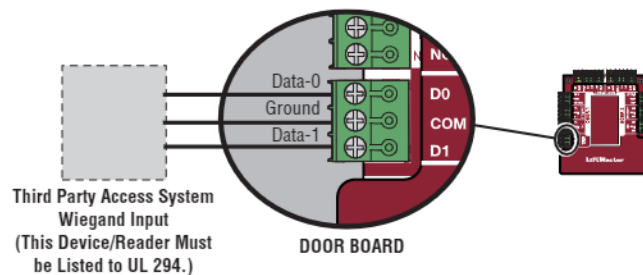 Data-0
Ground
Data-1
D0
COM
D1
Third Party Access System
Wiegand Input
(This Device/Reader Must
be Listed to UL 294.)
DOOR BOARD
LiftMaster